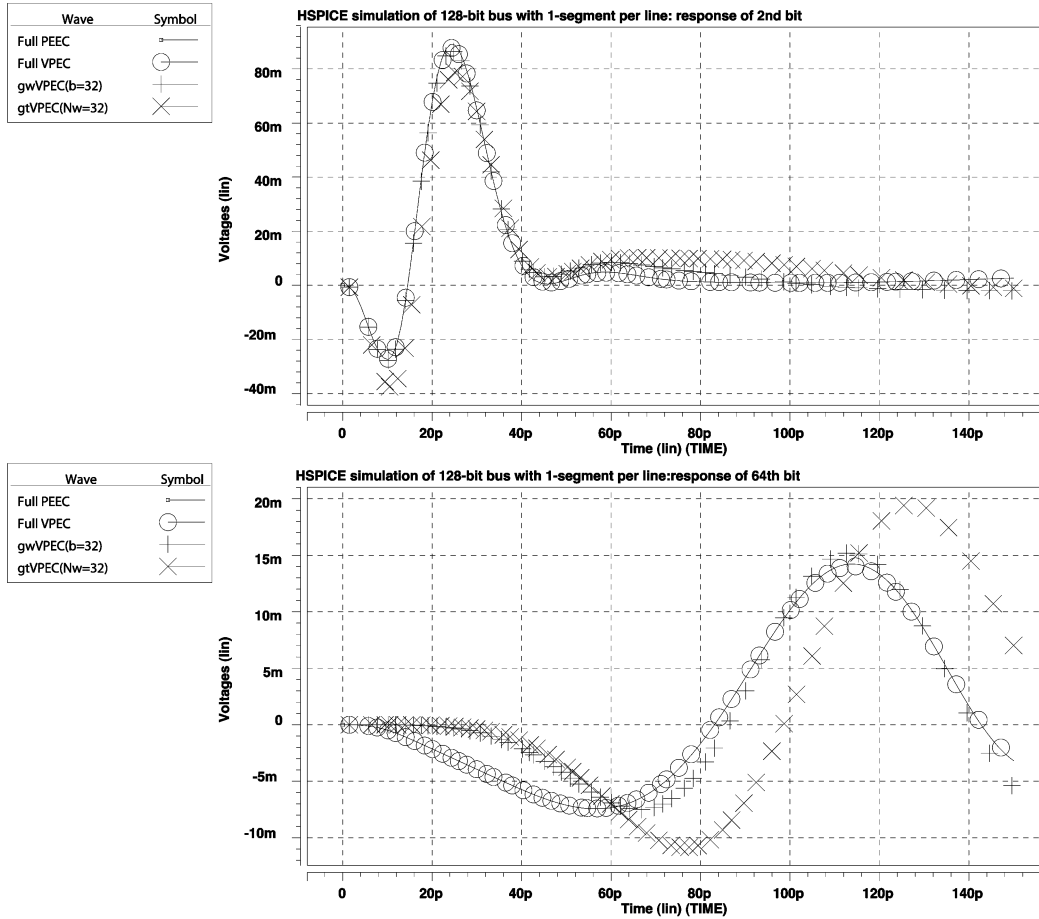 HSPICE simulation of 128-bit bus with 1-segment per line: response of 2nd bit
Wave Symbol
Full PEEC
Full VPEC
gwVPEC(b=32)
gtVPEC(Nw=32)
Voltages (lin)
80m
60m
40m
20m
0
-20m
-40m
0 20p 40p 60p 80p 100p 120p 140p
Time (lin) (TIME)
HSPICE simulation of 128-bit bus with 1-segment per line:response of 64th bit
Wave Symbol
Full PEEC
Full VPEC
gwVPEC(b=32)
gtVPEC(Nw=32)
Voltages (lin)
20m
15m
10m
5m
0
-5m
-10m
0 20p 40p 60p 80p 100p 120p 140p
Time (lin) (TIME)